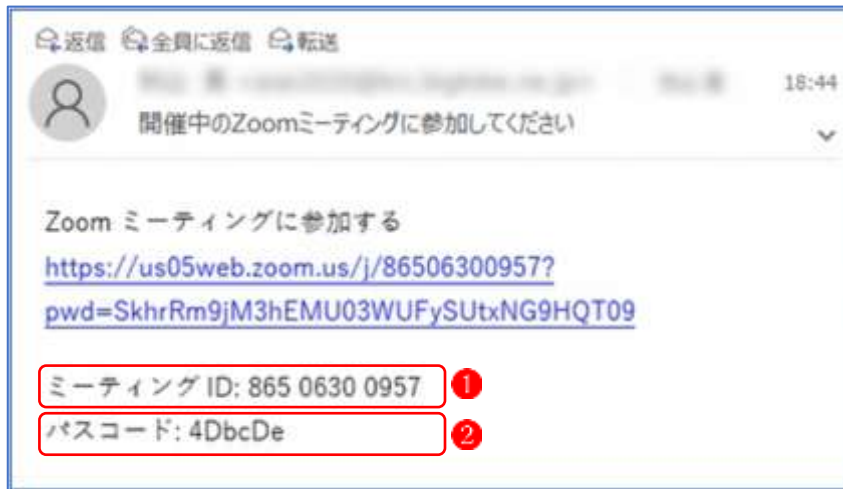 返信 全員に返信 転送
18:44
開催中のZoomミーティングに参加してください
Zoom ミーティングに参加する
https://us05web.zoom.us/j/86506300957?
pwd=SkhrRm9jM3hEMU03WUFySUtxNG9HQT09
ミーティング ID: 865 0630 0957 1
パスコード: 4DbcDe 2